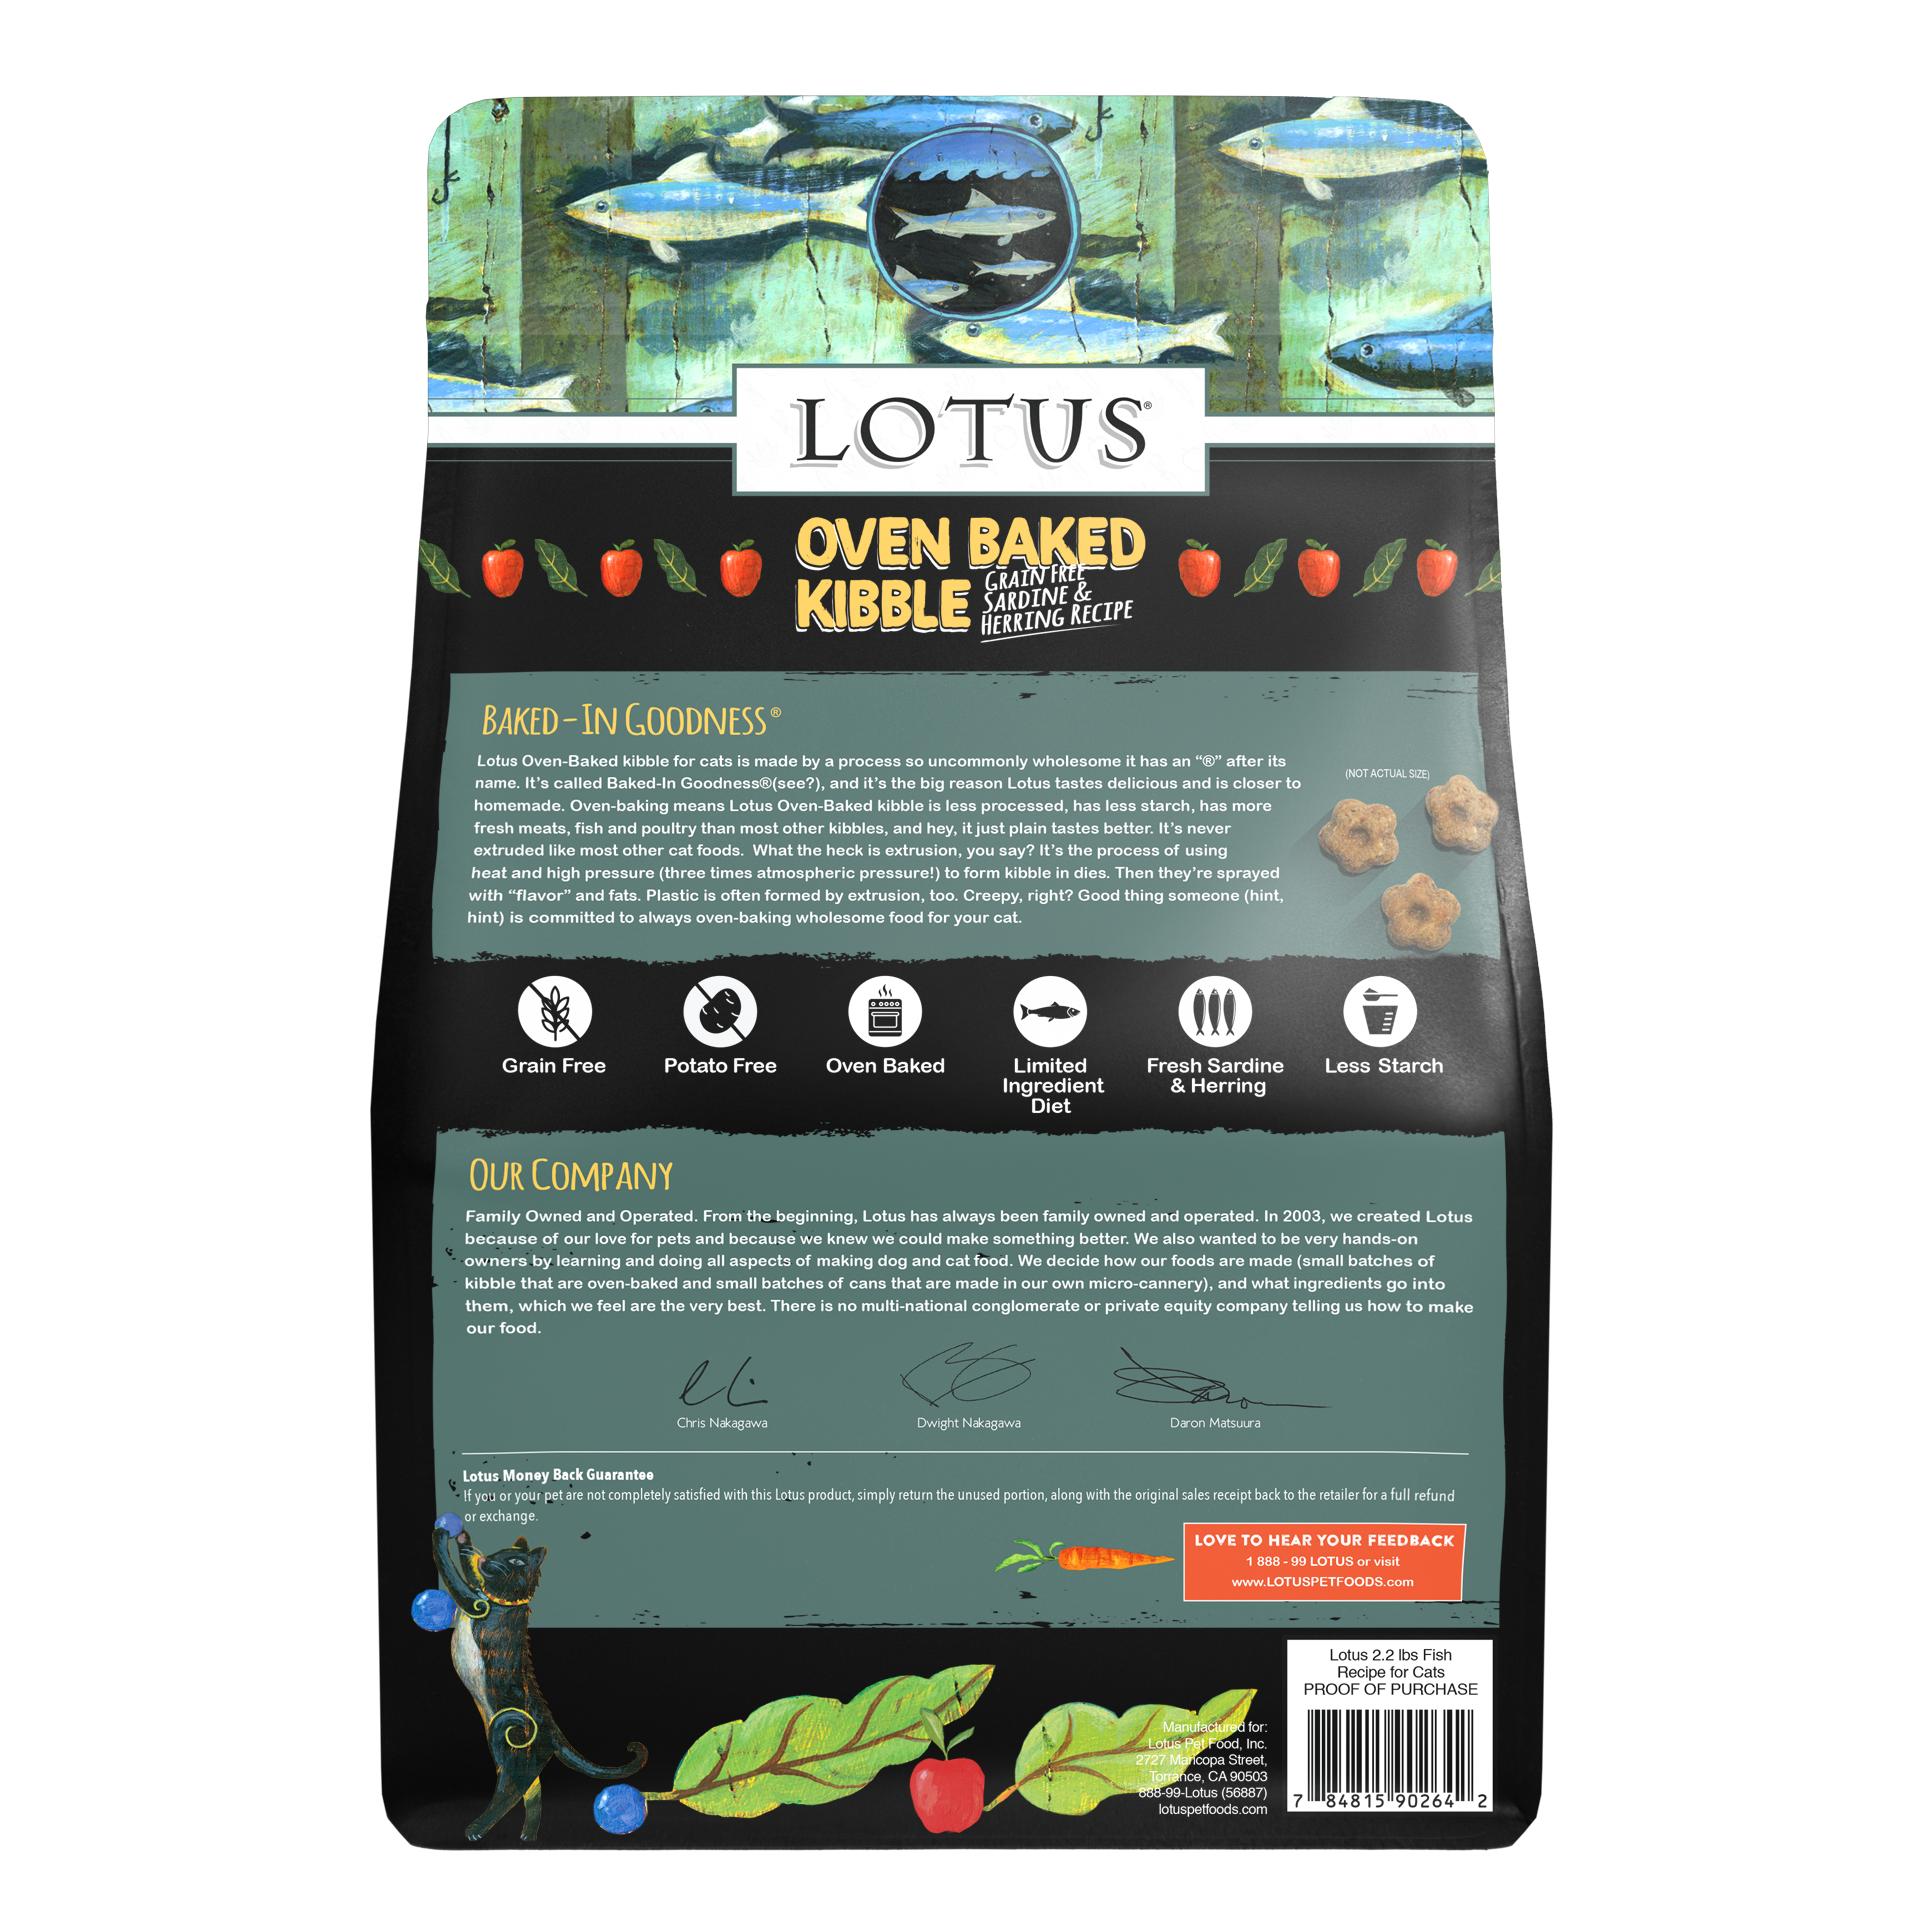 LOTUS®
OVEN BAKED
KIBBLE
GRAIN FREE
SARDINE &
HERRING RECIPE
BAKED-IN GOODNESS®
Lotus Oven-Baked kibble for cats is made by a process so uncommonly wholesome it has an “®” after its
name. It’s called Baked-In Goodness®(see?), and it’s the big reason Lotus tastes delicious and is closer to
homemade. Oven-baking means Lotus Oven-Baked kibble is less processed, has less starch, has more
fresh meats, fish and poultry than most other kibbles, and hey, it just plain tastes better. It’s never
extruded like most other cat foods. What the heck is extrusion, you say? It’s the process of using
heat and high pressure (three times atmospheric pressure!) to form kibble in dies. Then they’re sprayed
with “flavor” and fats. Plastic is often formed by extrusion, too. Creepy, right? Good thing someone (hint,
hint) is committed to always oven-baking wholesome food for your cat.
(NOT ACTUAL SIZE)
Grain Free
Potato Free
Oven Baked
Limited
Ingredient
Diet
Fresh Sardine
& Herring
Less Starch
OUR COMPANY
Family Owned and Operated. From the beginning, Lotus has always been family owned and operated. In 2003, we created Lotus
because of our love for pets and because we knew we could make something better. We also wanted to be very hands-on
owners by learning and doing all aspects of making dog and cat food. We decide how our foods are made (small batches of
kibble that are oven-baked and small batches of cans that are made in our own micro-cannery), and what ingredients go into
them, which we feel are the very best. There is no multi-national conglomerate or private equity company telling us how to make
our food.
Chris Nakagawa
Dwight Nakagawa
Daron Matsuura
Lotus Money Back Guarantee
If you or your pet are not completely satisfied with this Lotus product, simply return the unused portion, along with the original sales receipt back to the retailer for a full refund
or exchange.
LOVE TO HEAR YOUR FEEDBACK
1 888 - 99 LOTUS or visit
www.LOTUSPETFOODS.com
Lotus 2.2 lbs Fish
Recipe for Cats
PROOF OF PURCHASE
7 84815 90264 2
Manufactured for:
Lotus Pet Food, Inc.
2727 Maricopa Street,
Torrance, CA 90503
888-99-Lotus (56887)
lotuspetfoods.com